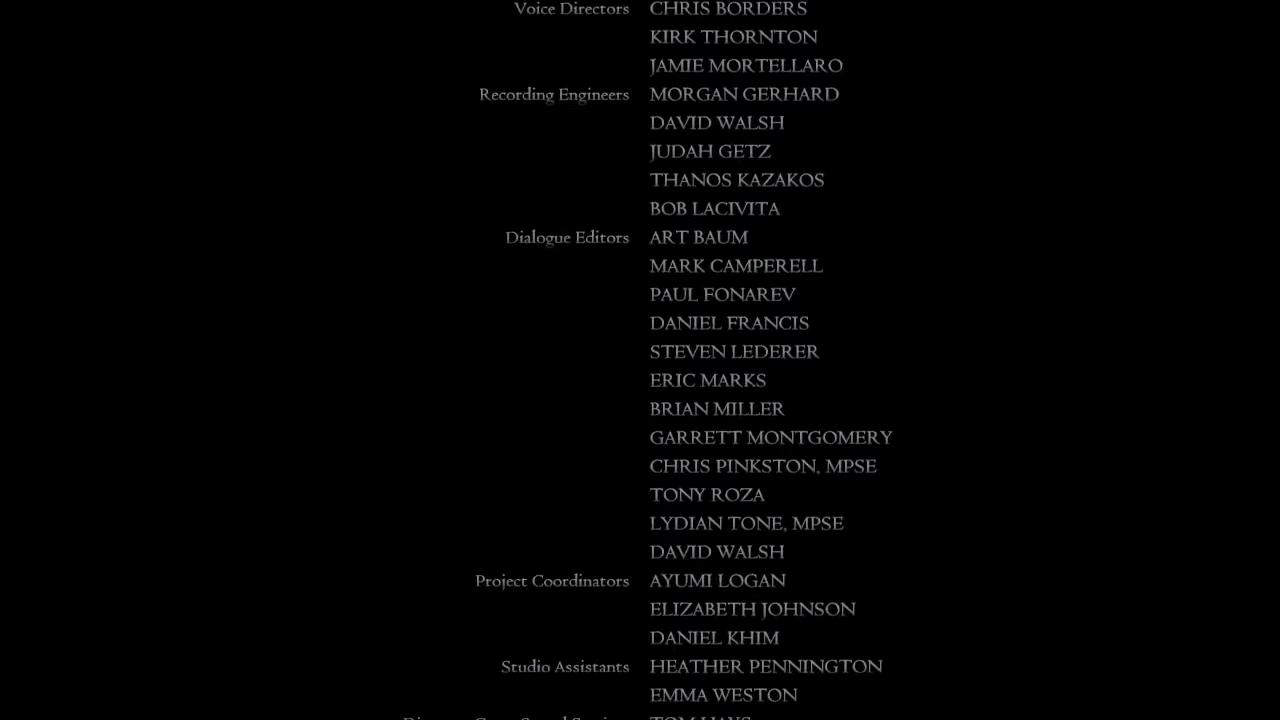 Voice Directors CHRIS BORDERS
KIRK THORNTON
JAMIE MORTELLARO
Recording Engineers MORGAN GERHARD
DAVID WALSH
JUDAH GETZ
THANOS KAZAKOS
BOB LACIVITA
Dialogue Editors ART BAUM
MARK CAMPERELL
PAUL FONAREV
DANIEL FRANCIS
STEVEN LEDERER
ERIC MARKS
BRIAN MILLER
GARRETT MONTGOMERY
CHRIS PINKSTON, MPSE
TONY ROZA
LYDIAN TONE, MPSE
DAVID WALSH
Project Coordinators AYUMI LOGAN
ELIZABETH JOHNSON
DANIEL KHIM
Studio Assistants HEATHER PENNINGTON
EMMA WESTON
TOM HAYS